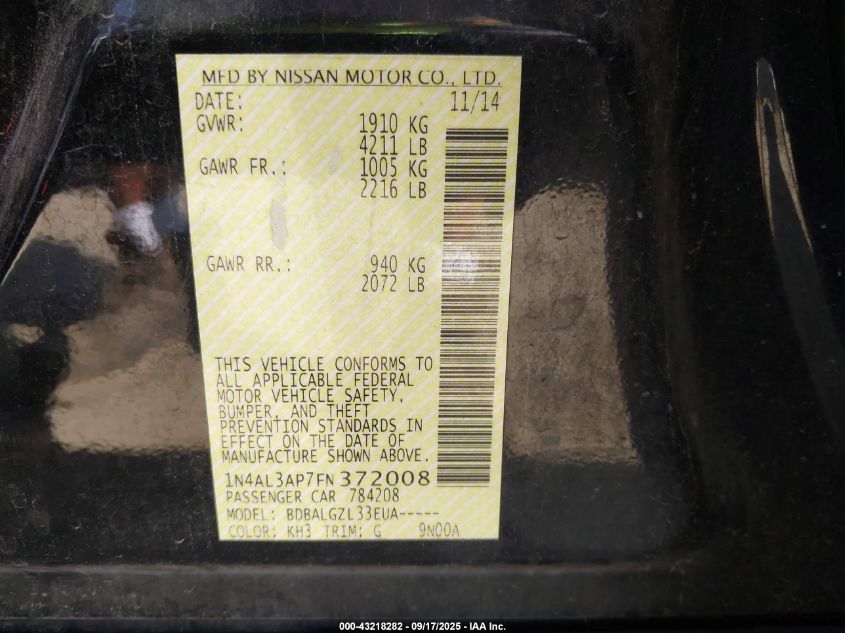 MFD BY NISSAN MOTOR CO., LTD.
DATE: 11/14
GVWR: 1910 KG
4211 LB
GAWR FR.: 1005 KG
2216 LB
GAWR RR.: 940 KG
2072 LB
THIS VEHICLE CONFORMS TO
ALL APPLICABLE FEDERAL
MOTOR VEHICLE SAFETY,
BUMPER, AND THEFT
PREVENTION STANDARDS IN
EFFECT ON THE DATE OF
MANUFACTURE SHOWN ABOVE.
1N4AL3AP7FN372008
PASSENGER CAR 784208
MODEL: BDBALGZL33EUA-----
COLOR: KH3 TRIM: G 9N00A
000-43218282 - 09/17/2025 - IAA Inc.